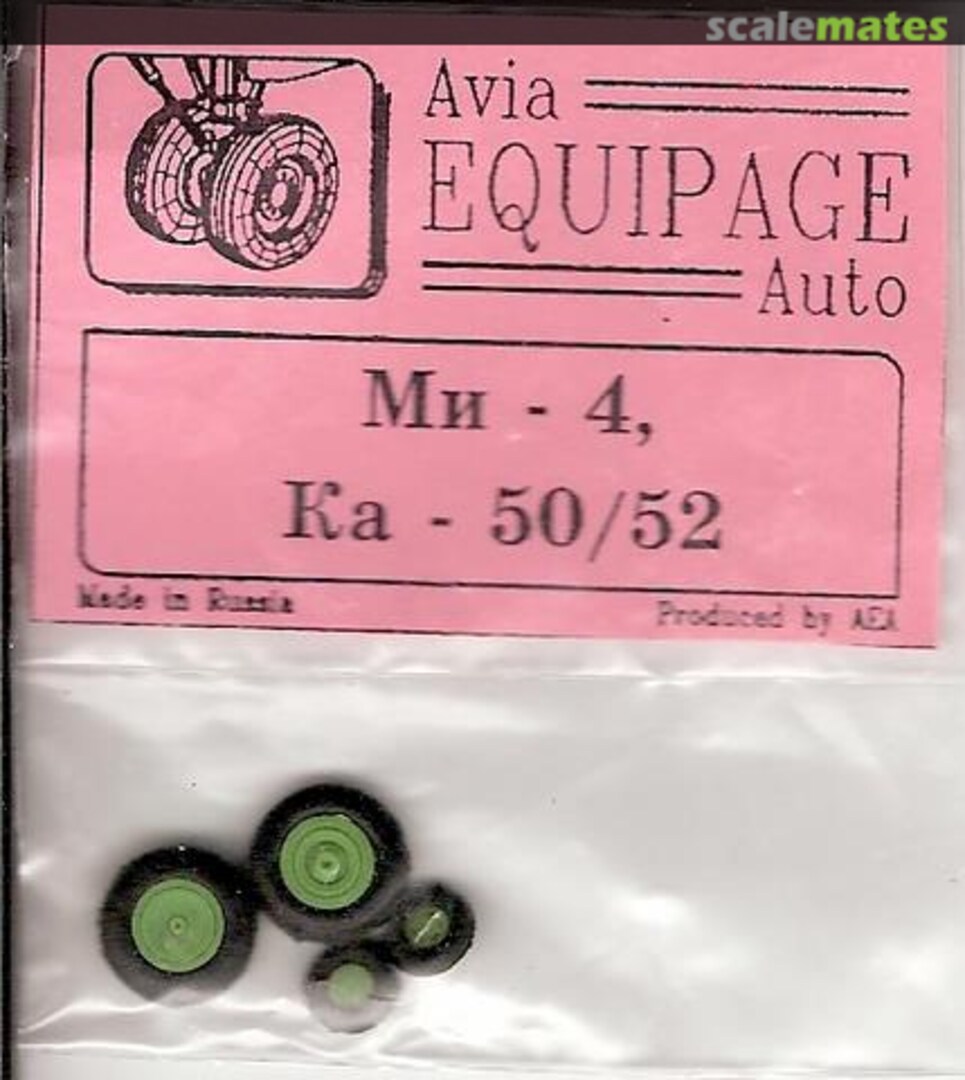 scalemates
Avia
EQUIPAGE
Auto
Ми - 4,
Ка - 50/52
Made in Russia
Produced by AEA